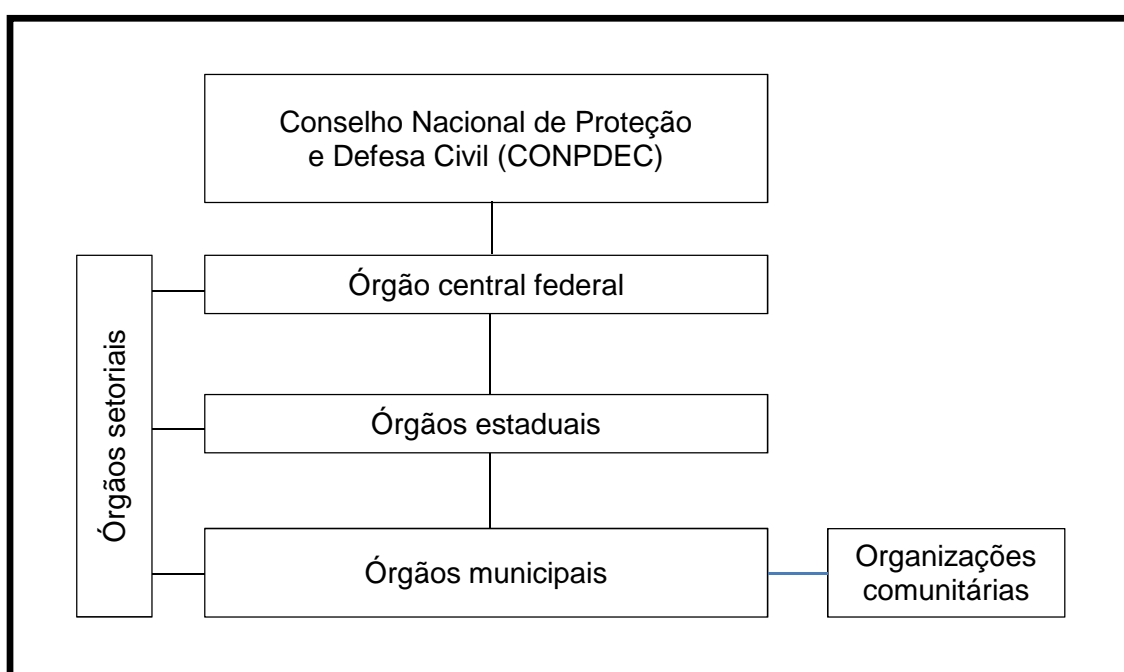 Conselho Nacional de Proteção
e Defesa Civil (CONPDEC)
Órgão central federal
Órgãos setoriais
Órgãos estaduais
Órgãos municipais
Organizações
comunitárias